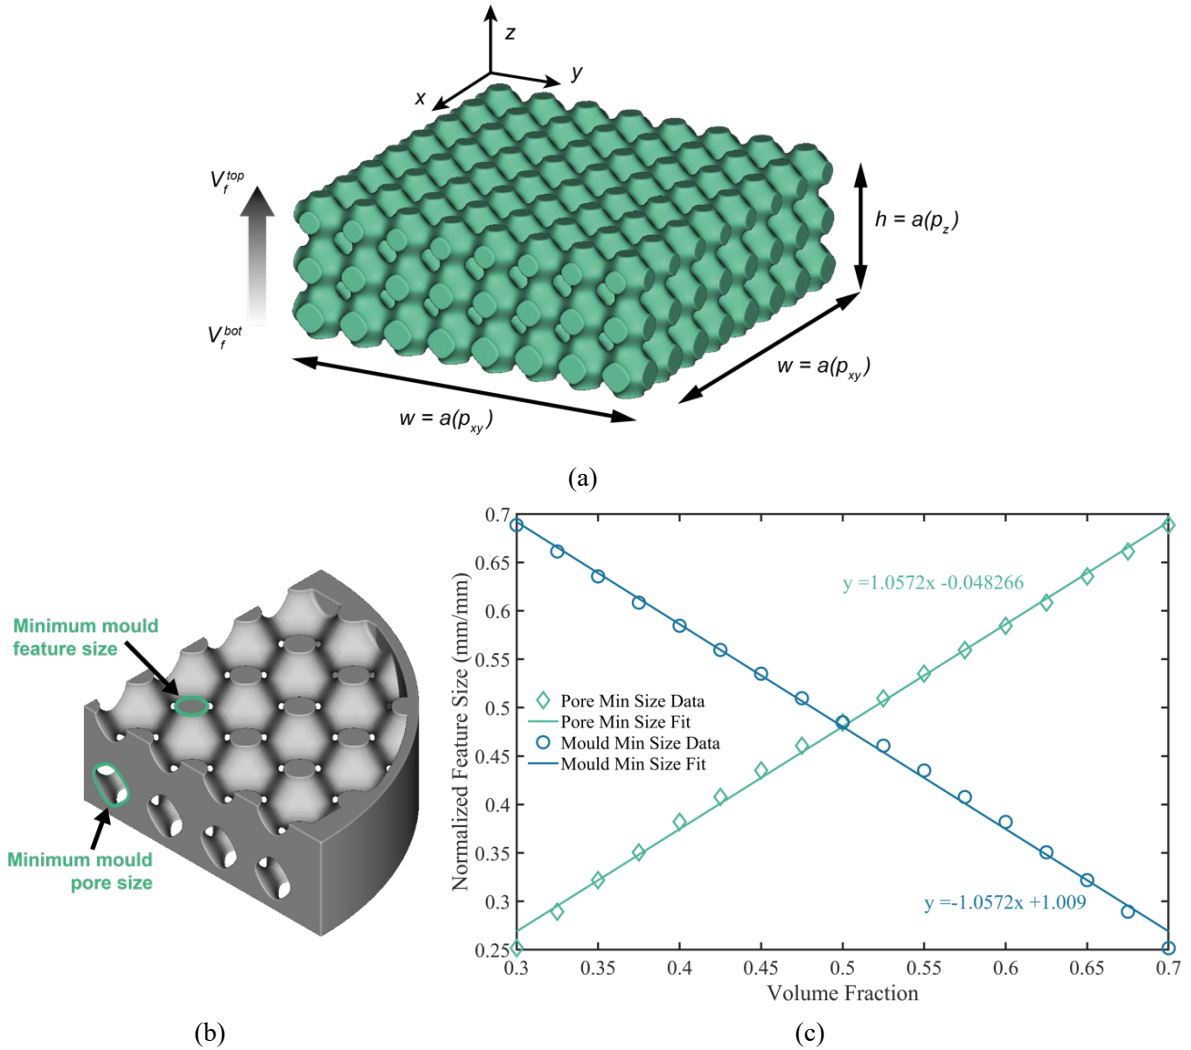 z
y
x
V_f^top
h = a(p_z)
V_f^bot
w = a(p_xy)
w = a(p_xy)
(a)
Minimum mould
feature size
Minimum mould
pore size
(b)
0.7
0.65
0.6
0.55
0.5
0.45
0.4
0.35
0.3
0.25
Normalized Feature Size (mm/mm)
y =1.0572x -0.048266
Pore Min Size Data
Pore Min Size Fit
Mould Min Size Data
Mould Min Size Fit
y =-1.0572x +1.009
0.3 0.35 0.4 0.45 0.5 0.55 0.6 0.65 0.7
Volume Fraction
(c)